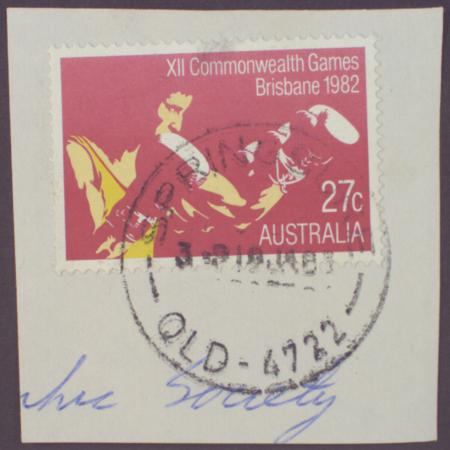 XII Commonwealth Games
Brisbane 1982
27c
AUSTRALIA
QLD - 4722
Society